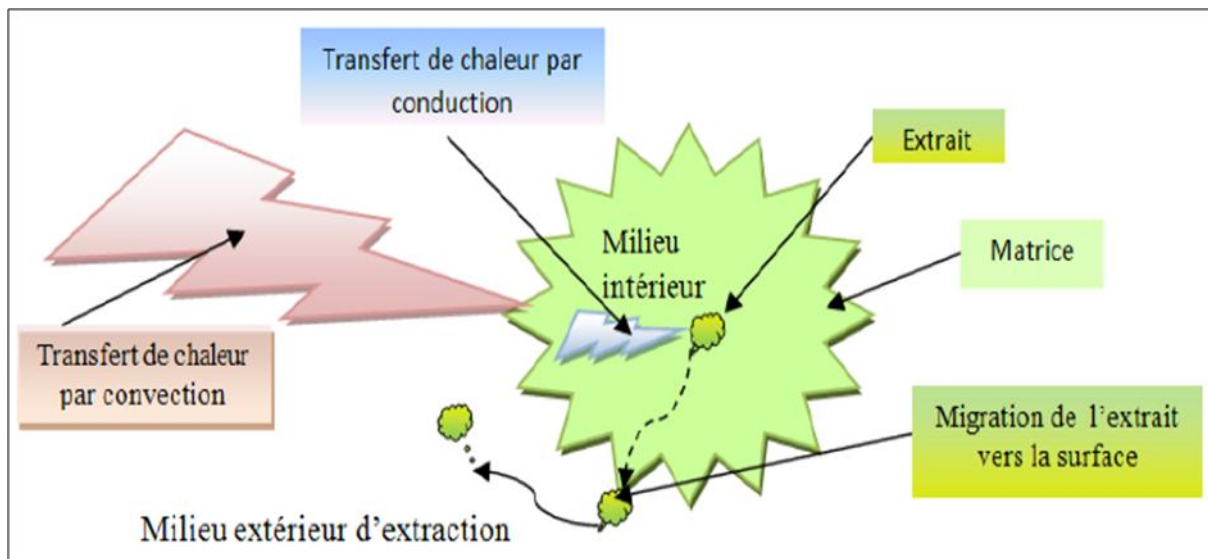 Transfert de chaleur par
conduction
Extrait
Milieu
intérieur
Matrice
Transfert de chaleur
par convection
Migration de l’extrait
vers la surface
Milieu extérieur d’extraction